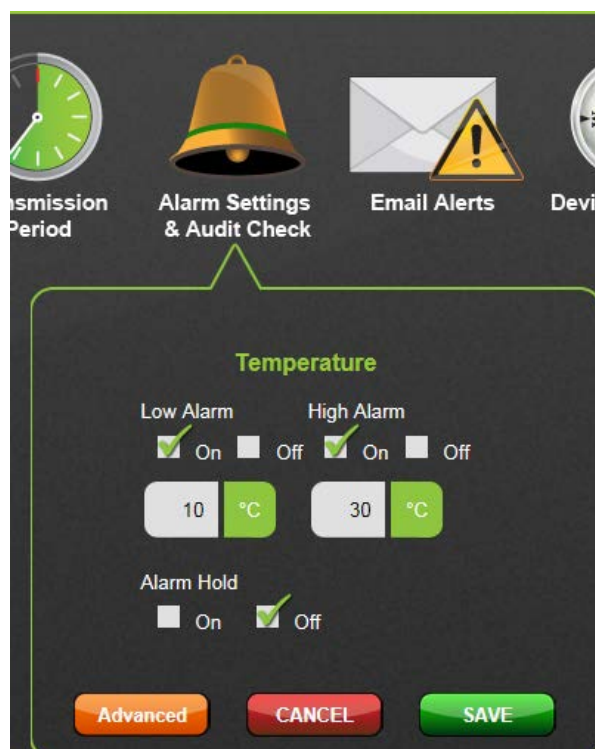 nsmission
Period
Alarm Settings
& Audit Check
Email Alerts
Devi
Temperature
Low Alarm High Alarm
On Off On Off
10 °C 30 °C
Alarm Hold
On Off
Advanced CANCEL SAVE